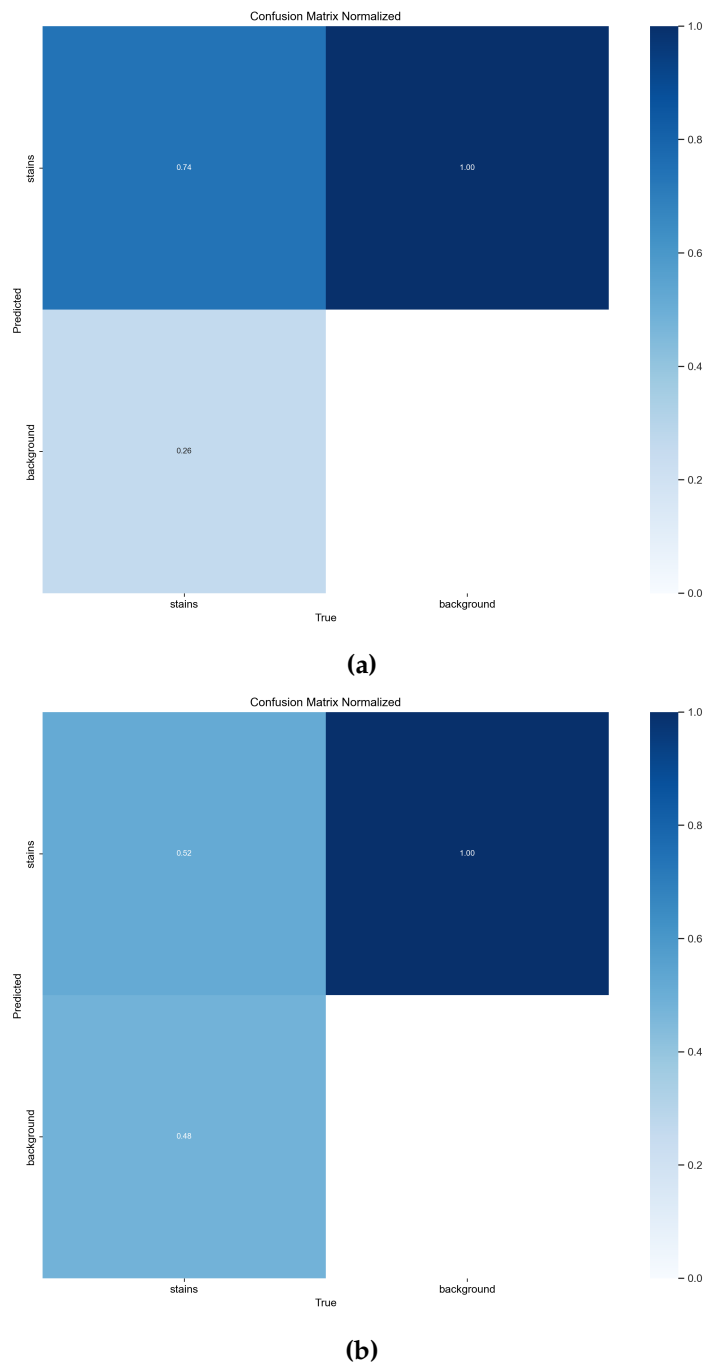 Confusion Matrix Normalized
1.0
stains
0.74
1.00
0.8
Predicted
0.6
0.4
background
0.26
0.2
0.0
stains
background
True
(a)
Confusion Matrix Normalized
1.0
stains
0.52
1.00
0.8
Predicted
0.6
0.4
background
0.48
0.2
0.0
stains
background
True
(b)